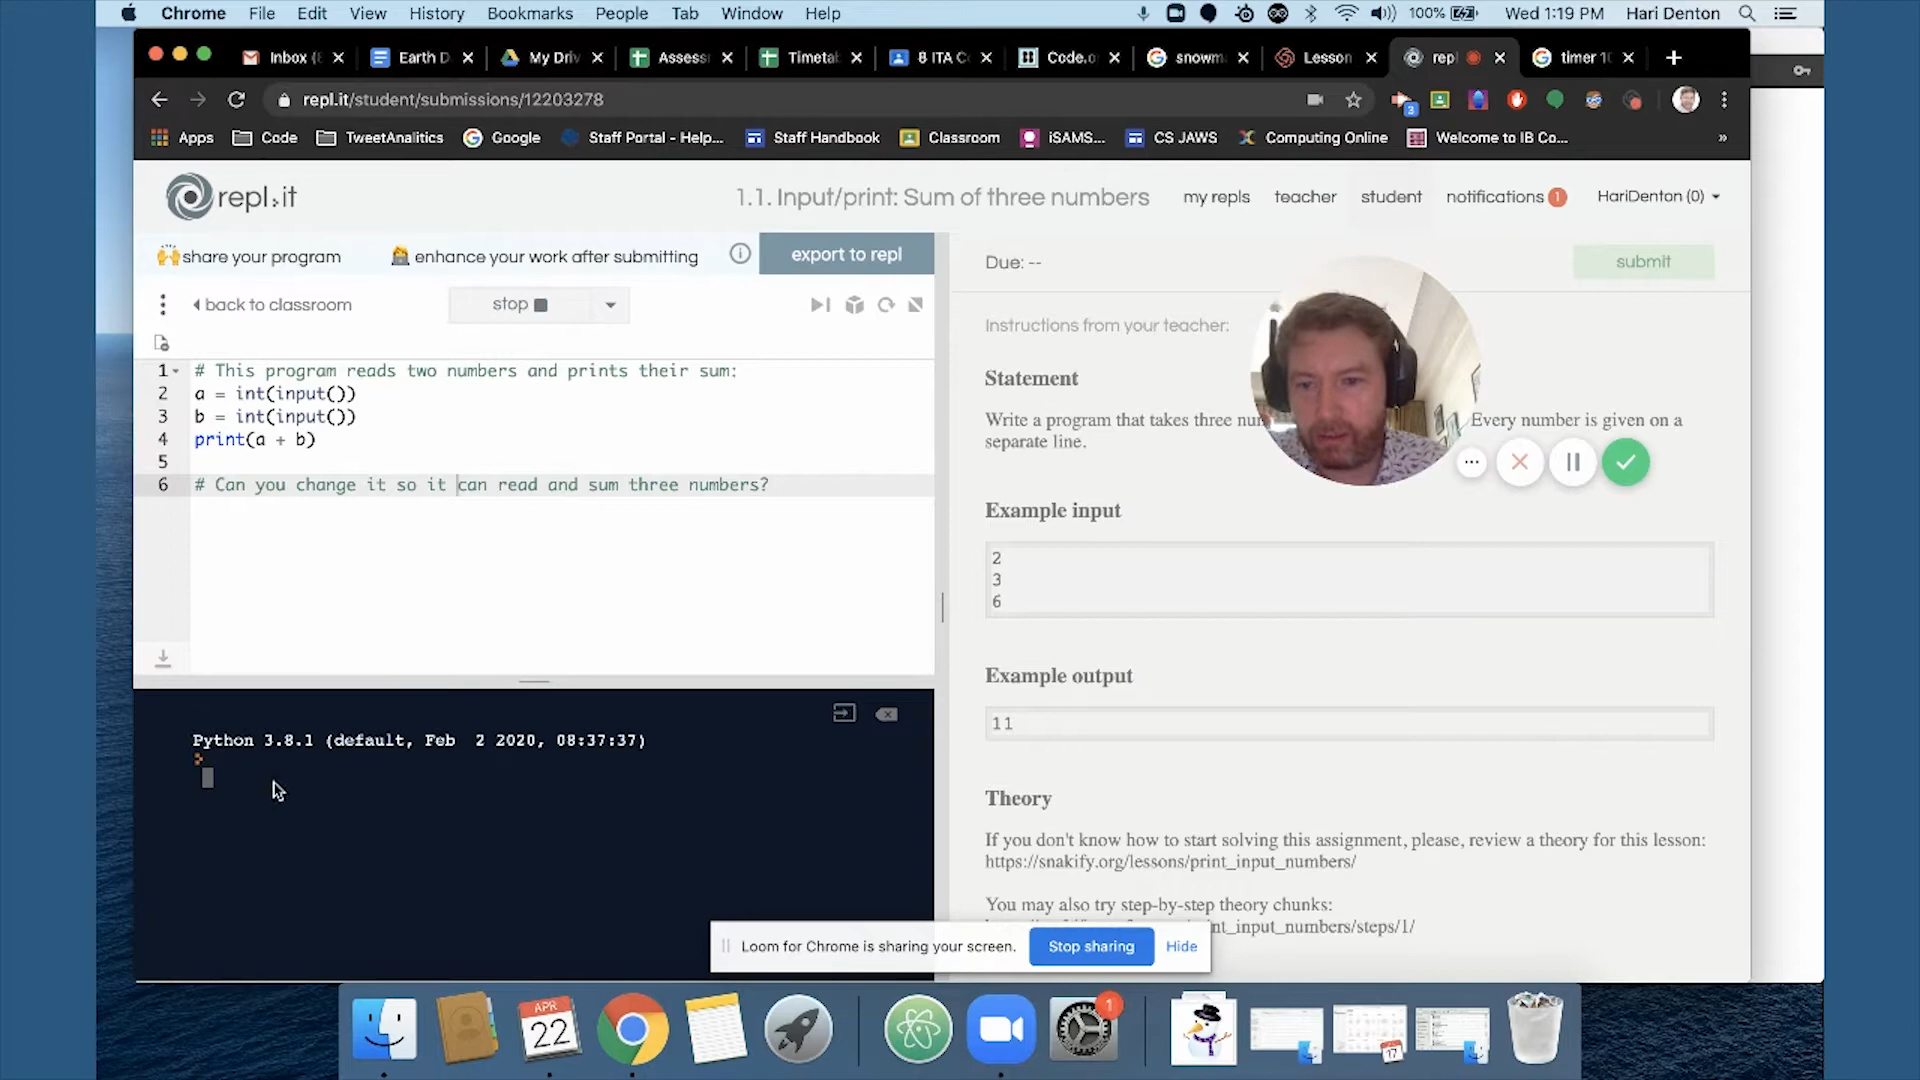 Chrome File Edit View History Bookmarks People Tab Window Help 100% Wed 1:19 PM Hari Denton
Inbox (8 Earth D My Driv Assess Timetal 8 ITA C Code.o snowm Lesson repl timer 10
repl.it/student/submissions/12203278
3
Apps Code TweetAnalitics Google Staff Portal - Help... Staff Handbook Classroom iSAMS... CS JAWS Computing Online Welcome to IB Co... »
repl.it 1.1. Input/print: Sum of three numbers my repls teacher student notifications 1 HariDenton (0)
share your program enhance your work after submitting export to repl
back to classroom stop
1 # This program reads two numbers and prints their sum:
2 a = int(input())
3 b = int(input())
4 print(a + b)
5
6 # Can you change it so it can read and sum three numbers?
Python 3.8.1 (default, Feb  2 2020, 08:37:37)
Due: -- submit
Instructions from your teacher:
Statement
Write a program that takes three Every number is given on a
separate line.
Example input
2
3
6
Example output
11
Theory
If you don't know how to start solving this assignment, please, review a theory for this lesson:
https://snakify.org/lessons/print_input_numbers/
You may also try step-by-step theory chunks:
nt_input_numbers/steps/1/
Loom for Chrome is sharing your screen. Stop sharing Hide
APR
22
1
17